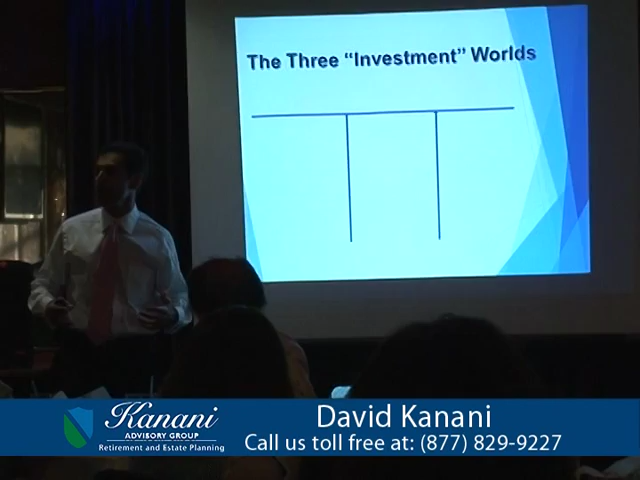 The Three “Investment” Worlds
Kanani
ADVISORY GROUP
Retirement and Estate Planning
David Kanani
Call us toll free at: (877) 829-9227